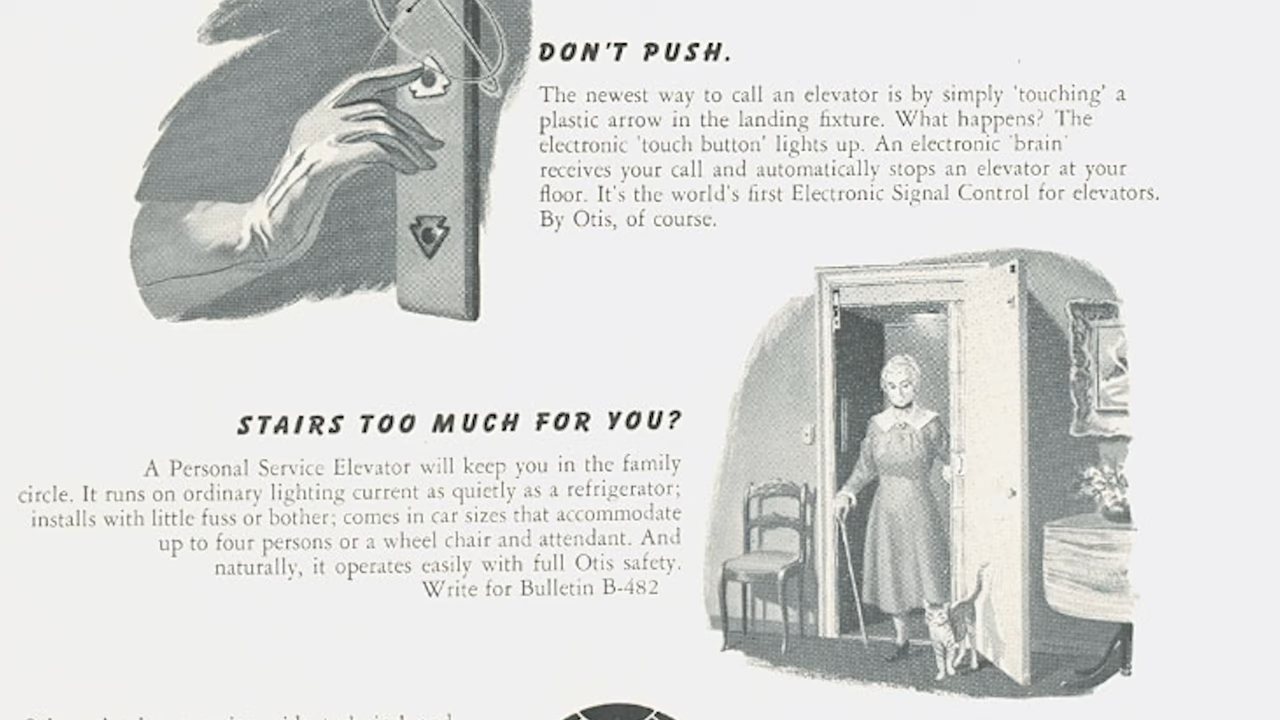 DON'T PUSH.
The newest way to call an elevator is by simply 'touching' a
plastic arrow in the landing fixture. What happens? The
electronic 'touch button' lights up. An electronic 'brain'
receives your call and automatically stops an elevator at your
floor. It's the world's first Electronic Signal Control for elevators.
By Otis, of course.
STAIRS TOO MUCH FOR YOU?
A Personal Service Elevator will keep you in the family
circle. It runs on ordinary lighting current as quietly as a refrigerator;
installs with little fuss or bother; comes in car sizes that accommodate
up to four persons or a wheel chair and attendant. And
naturally, it operates easily with full Otis safety.
Write for Bulletin B-482